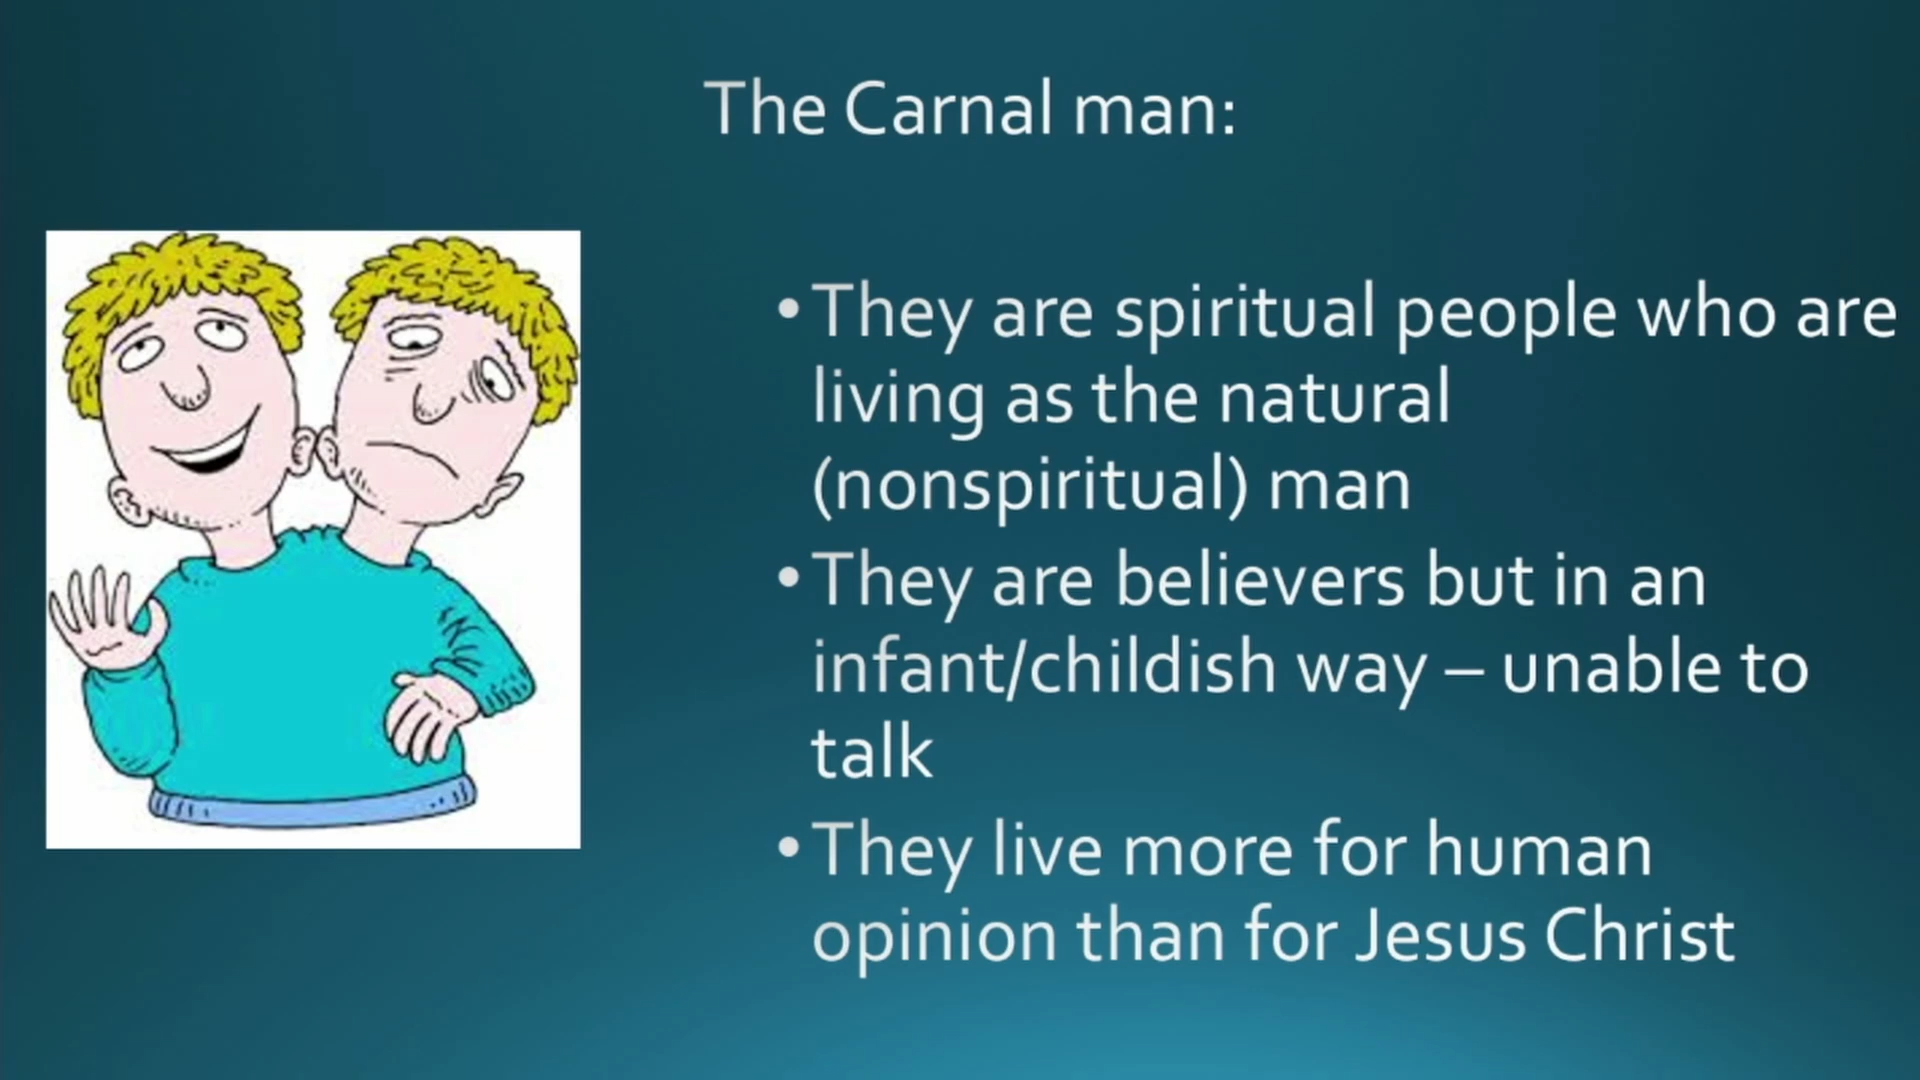 The Carnal man:
• They are spiritual people who are
living as the natural
(nonspiritual) man
• They are believers but in an
infant/childish way – unable to
talk
• They live more for human
opinion than for Jesus Christ